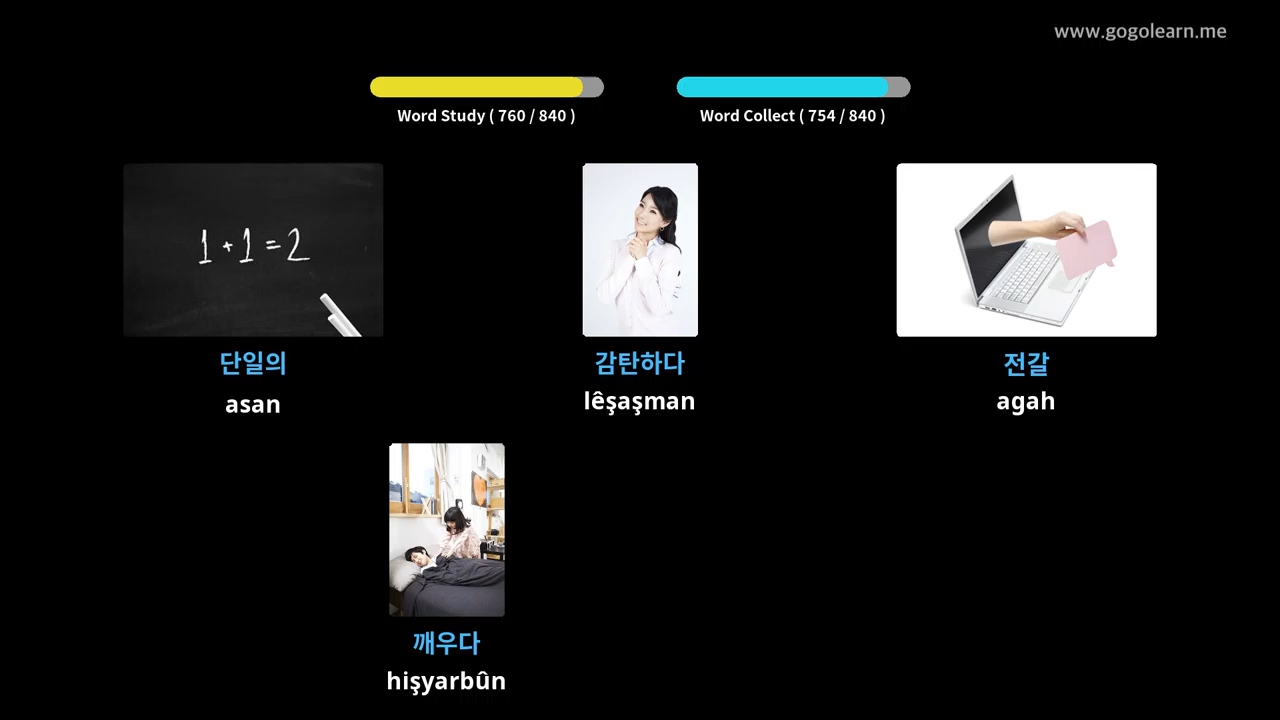 www.gogolearn.me
Word Study ( 760 / 840 )
Word Collect ( 754 / 840 )
1 + 1 = 2
단일의
asan
감탄하다
lêşaşman
전갈
agah
깨우다
hişyarbûn